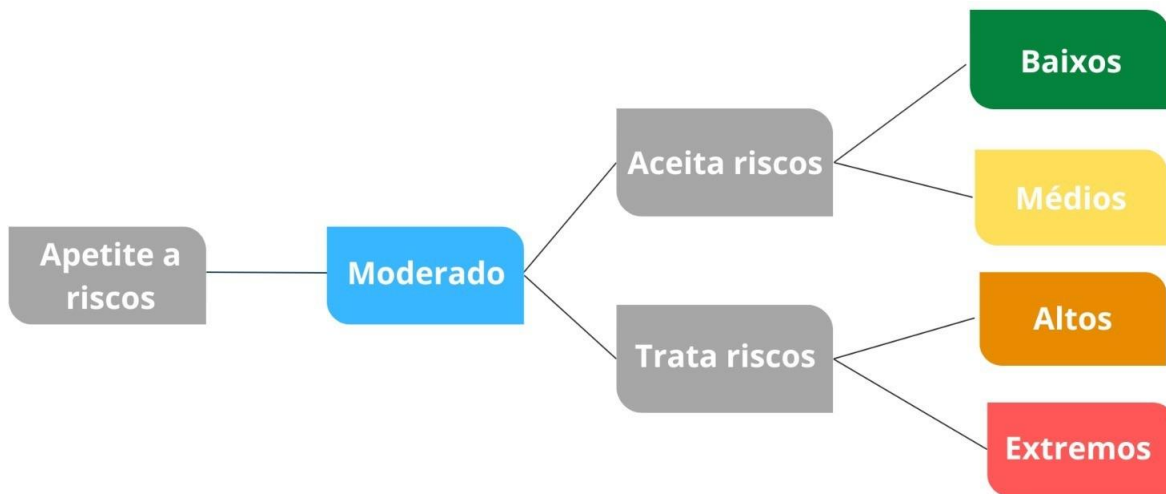 Apetite a
riscos
Moderado
Aceita riscos
Trata riscos
Baixos
Médios
Altos
Extremos